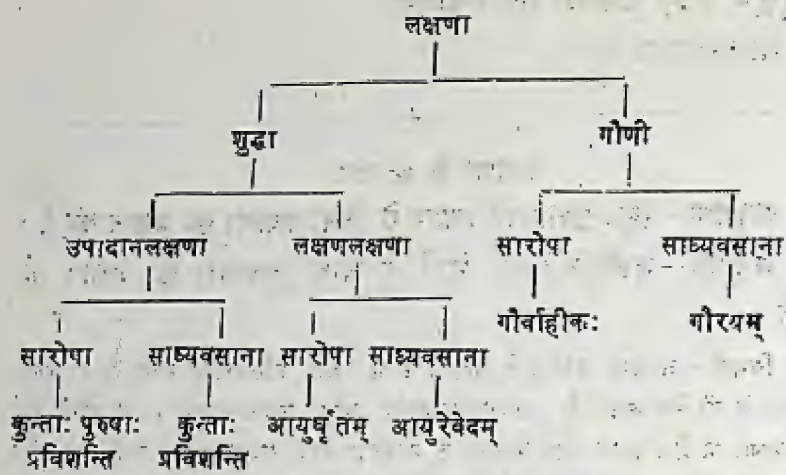 लक्षणा
शुद्धा गौणी
उपादानलक्षणा लक्षणलक्षणा सारोपा साध्यवसाना
गौर्वाहीकः गौरयम्
सारोपा साध्यवसाना सारोपा साध्यवसाना
कुन्ताः पुरुषाः कुन्ताः आयुर्घृतम् आयुरेवेदम्
प्रविशन्ति प्रविशन्ति